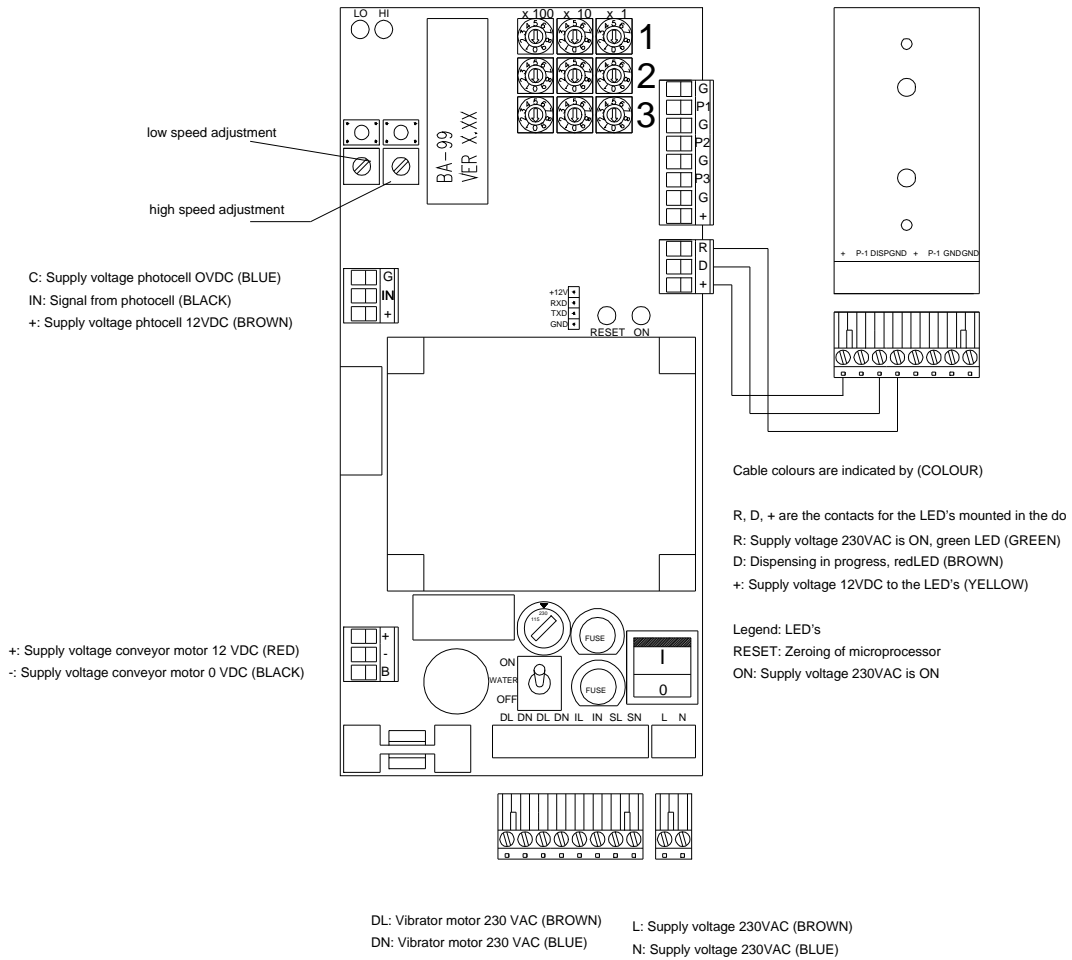 LO HI
x 100 x 10 x 1
1
2
3
G
P1
G
P2
G
P3
G
+
low speed adjustment
BA-99
VER X.XX
high speed adjustment
R
D
+
+ P-1 DISPGND + P-1 GNDGND
C: Supply voltage photocell OVDC (BLUE)
IN: Signal from photocell (BLACK)
+: Supply voltage phtocell 12VDC (BROWN)
G
IN
+
+12V
RXD
TXD
GND
RESET ON
Cable colours are indicated by (COLOUR)
R, D, + are the contacts for the LED's mounted in the do
R: Supply voltage 230VAC is ON, green LED (GREEN)
D: Dispensing in progress, redLED (BROWN)
+: Supply voltage 12VDC to the LED's (YELLOW)
Legend: LED's
RESET: Zeroing of microprocessor
ON: Supply voltage 230VAC is ON
+: Supply voltage conveyor motor 12 VDC (RED)
-: Supply voltage conveyor motor 0 VDC (BLACK)
+
-
B
230
115
FUSE
FUSE
I
0
ON
WATER
OFF
DL DN DL DN IL IN SL SN L N
DL: Vibrator motor 230 VAC (BROWN)
DN: Vibrator motor 230 VAC (BLUE)
L: Supply voltage 230VAC (BROWN)
N: Supply voltage 230VAC (BLUE)